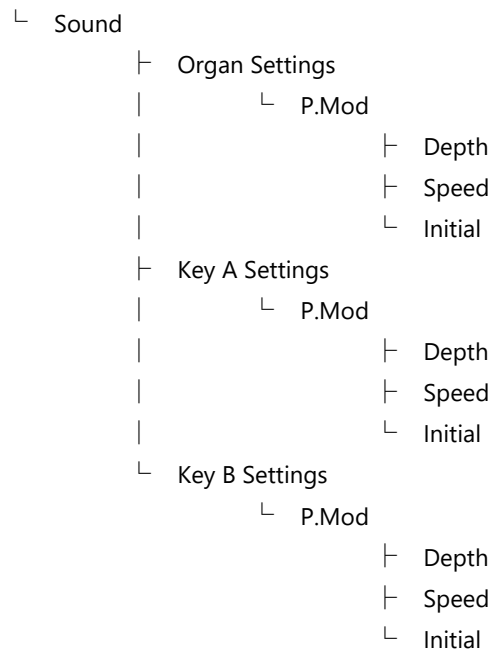 └ Sound
├ Organ Settings
│ └ P.Mod
│ ├ Depth
│ ├ Speed
│ └ Initial
├ Key A Settings
│ └ P.Mod
│ ├ Depth
│ ├ Speed
│ └ Initial
└ Key B Settings
└ P.Mod
├ Depth
├ Speed
└ Initial